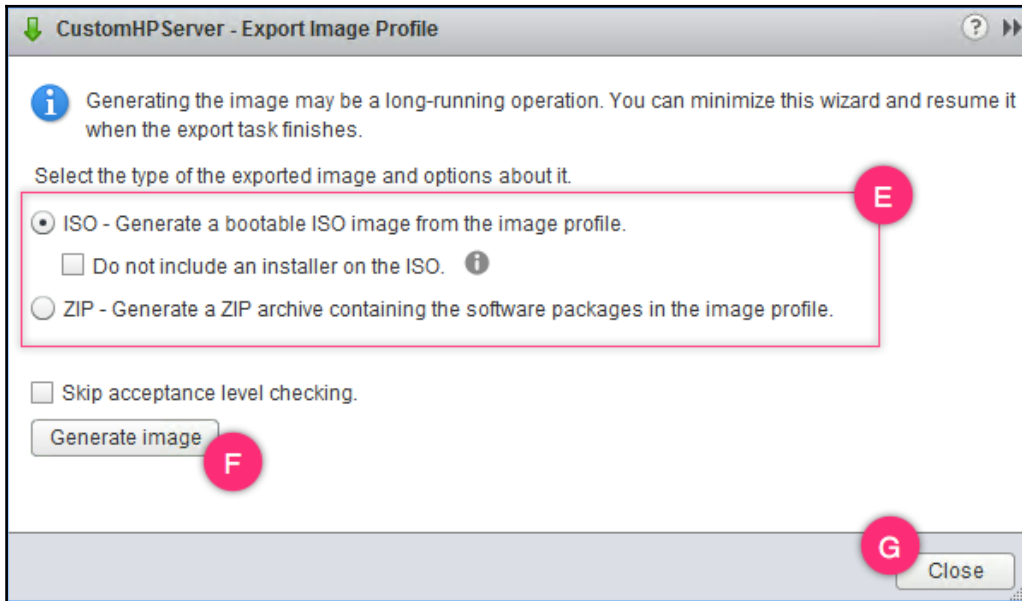 CustomHPServer - Export Image Profile
?
Generating the image may be a long-running operation. You can minimize this wizard and resume it
when the export task finishes.
Select the type of the exported image and options about it.
E
ISO - Generate a bootable ISO image from the image profile.
Do not include an installer on the ISO.
ZIP - Generate a ZIP archive containing the software packages in the image profile.
Skip acceptance level checking.
Generate image
F
G
Close